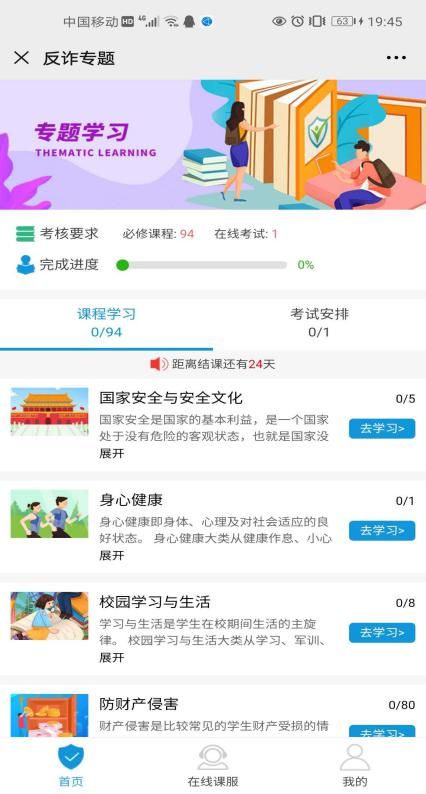 中国移动 HD 4G 63 19:45
反诈专题
专题学习
THEMATIC LEARNING
考核要求 必修课程: 94 在线考试: 1
完成进度 0%
课程学习 考试安排
0/94 0/1
距离结课还有24天
国家安全与安全文化 0/5
国家安全是国家的基本利益，是一个国家
处于没有危险的客观状态，也就是国家没
去学习>
展开
身心健康 0/1
身心健康即身体、心理及对社会适应的良
好状态。 身心健康大类从健康作息、小心
去学习>
展开
校园学习与生活 0/8
学习与生活是学生在校期间生活的主旋
律。 校园学习与生活大类从学习、军训、
去学习>
展开
防财产侵害 0/80
财产侵害是比较常见的学生财产受损的情
去学习>
首页 在线课服 我的